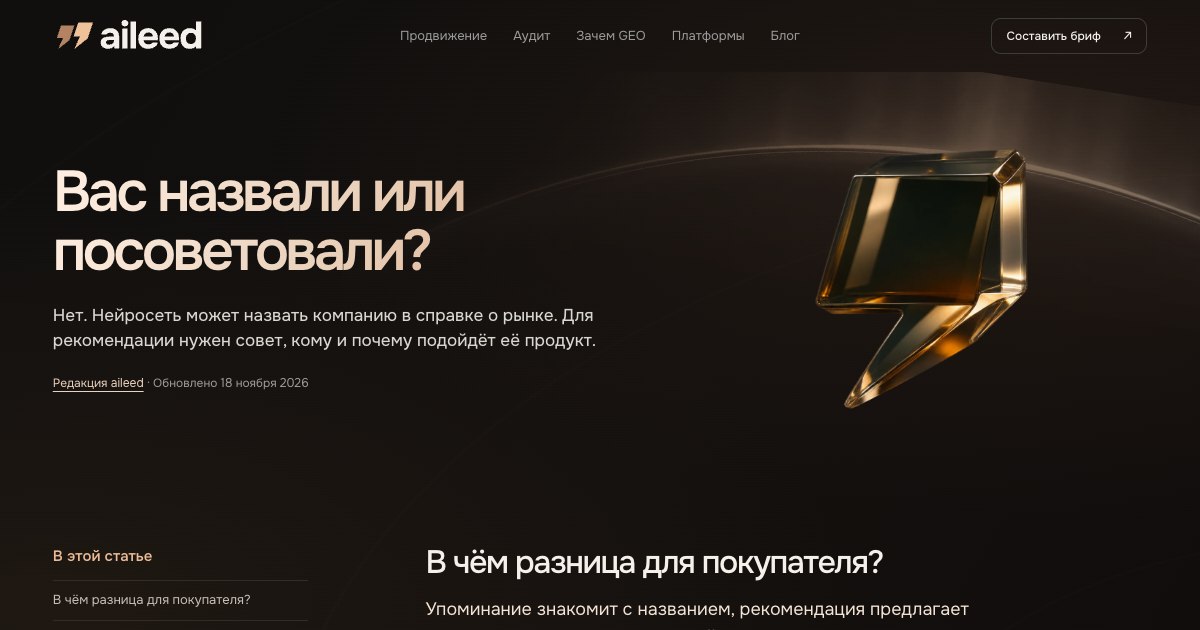 aileed
Продвижение
Аудит
Зачем GEO
Платформы
Блог
Составить бриф
Вас назвали или
посоветовали?
Нет. Нейросеть может назвать компанию в справке о рынке. Для
рекомендации нужен совет, кому и почему подойдёт её продукт.
Редакция aileed · Обновлено 18 ноября 2026
В этой статье
В чём разница для покупателя?
В чём разница для покупателя?
Упоминание знакомит с названием, рекомендация предлагает